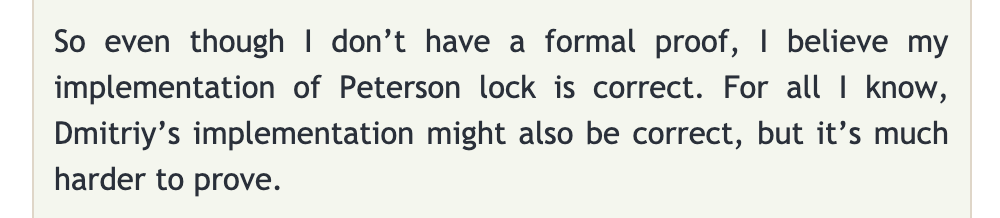 So even though I don’t have a formal proof, I believe my
implementation of Peterson lock is correct. For all I know,
Dmitriy’s implementation might also be correct, but it’s much
harder to prove.